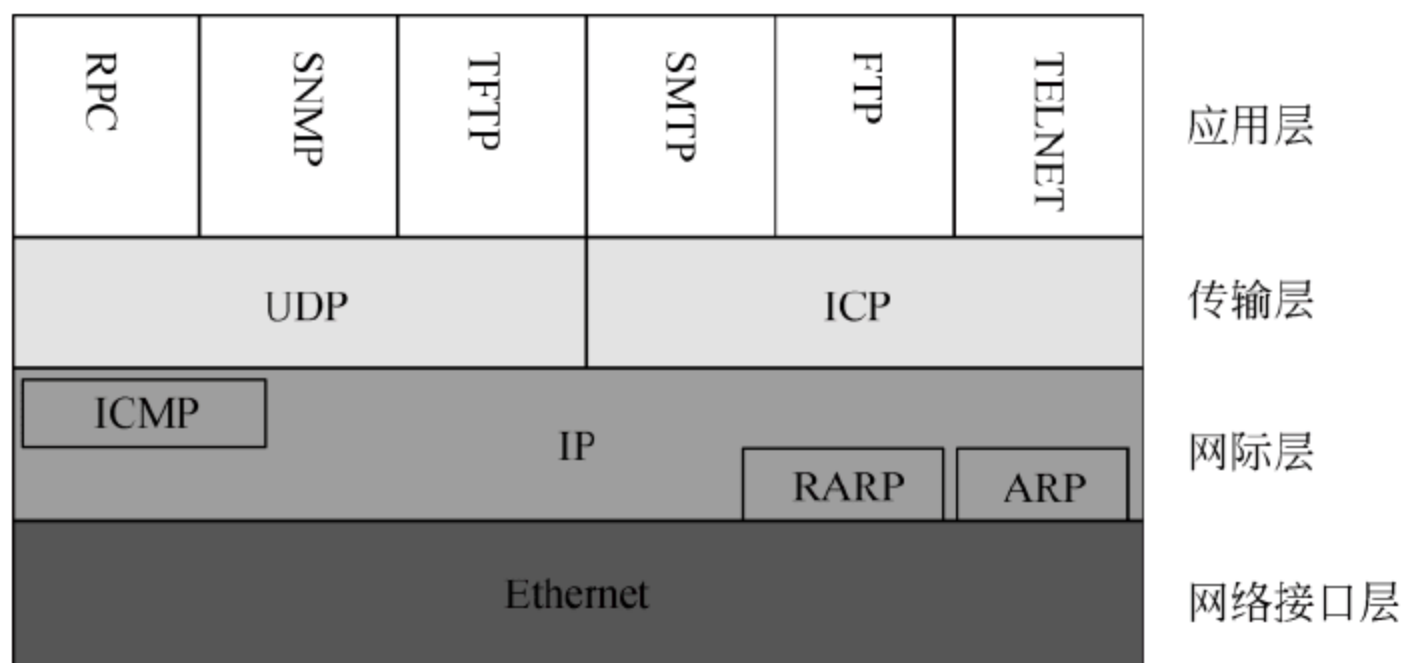 RPC
SNMP
TFTP
SMTP
FTP
TELNET
应用层
UDP
ICP
传输层
ICMP
IP
RARP
ARP
网际层
Ethernet
网络接口层